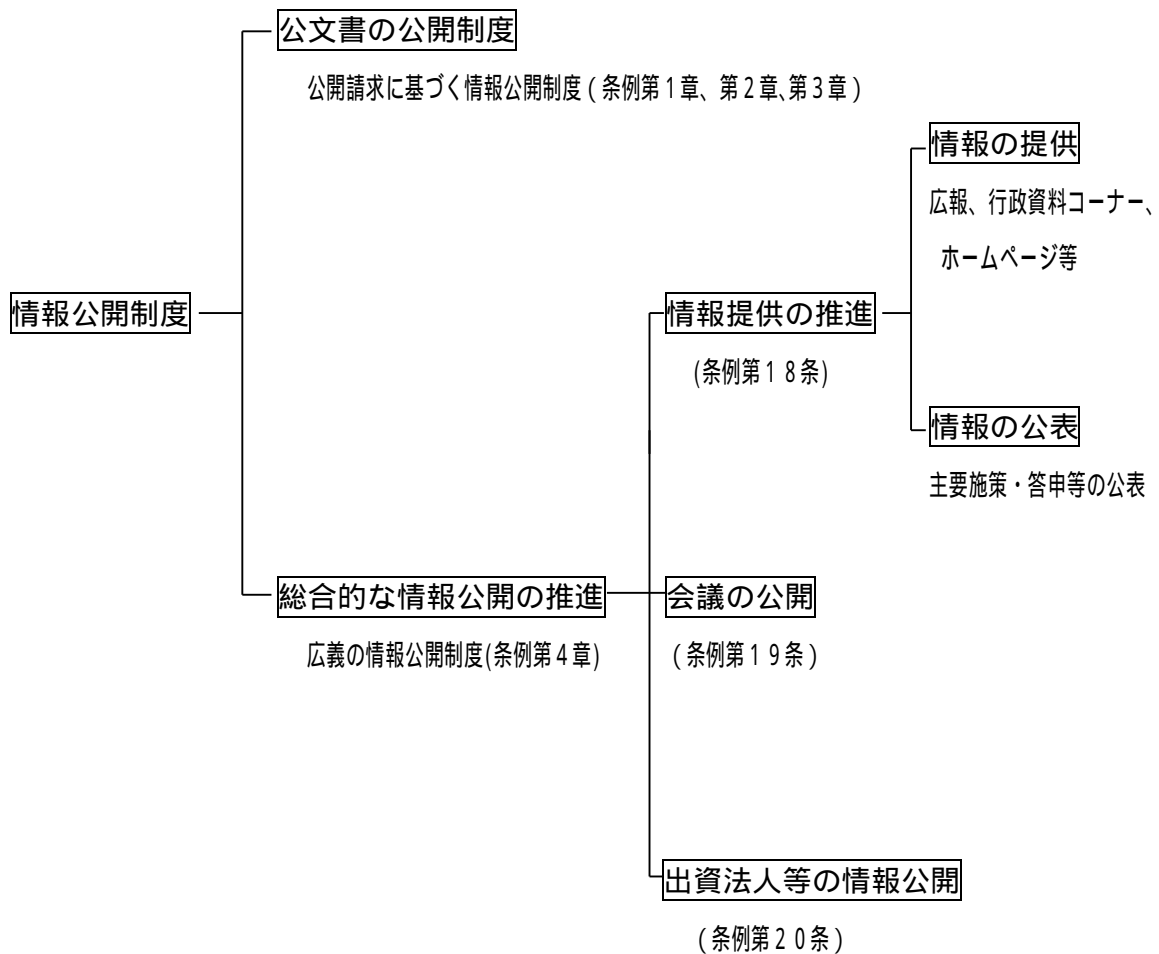 公文書の公開制度
公開請求に基づく情報公開制度(条例第1章、第2章、第3章)
情報の提供
広報、行政資料コーナー、
ホームページ等
情報公開制度
情報提供の推進
(条例第18条)
情報の公表
主要施策・答申等の公表
総合的な情報公開の推進
広義の情報公開制度(条例第4章)
会議の公開
(条例第19条)
出資法人等の情報公開
(条例第20条)